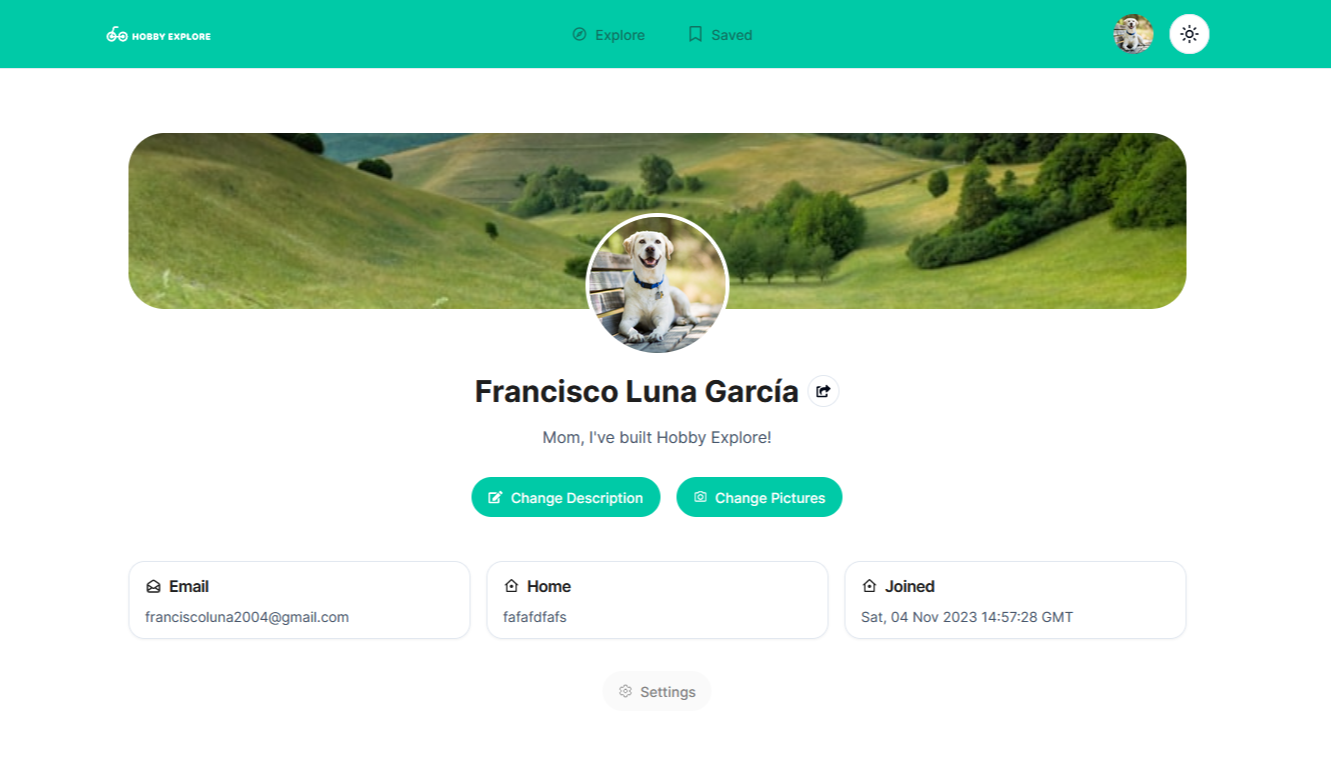 HOBBY EXPLORE
Explore
Saved
Francisco Luna García
Mom, I've built Hobby Explore!
Change Description
Change Pictures
Email
franciscoluna2004@gmail.com
Home
fafafdfafs
Joined
Sat, 04 Nov 2023 14:57:28 GMT
Settings